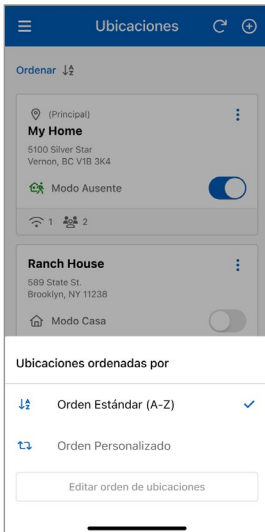 Ubicaciones
Ordenar
(Principal)
My Home
5100 Silver Star
Vernon, BC V1B 3K4
Modo Ausente
1 2
Ranch House
589 State St.
Brooklyn, NY 11238
Modo Casa
Ubicaciones ordenadas por
Orden Estándar (A-Z)
Orden Personalizado
Editar orden de ubicaciones